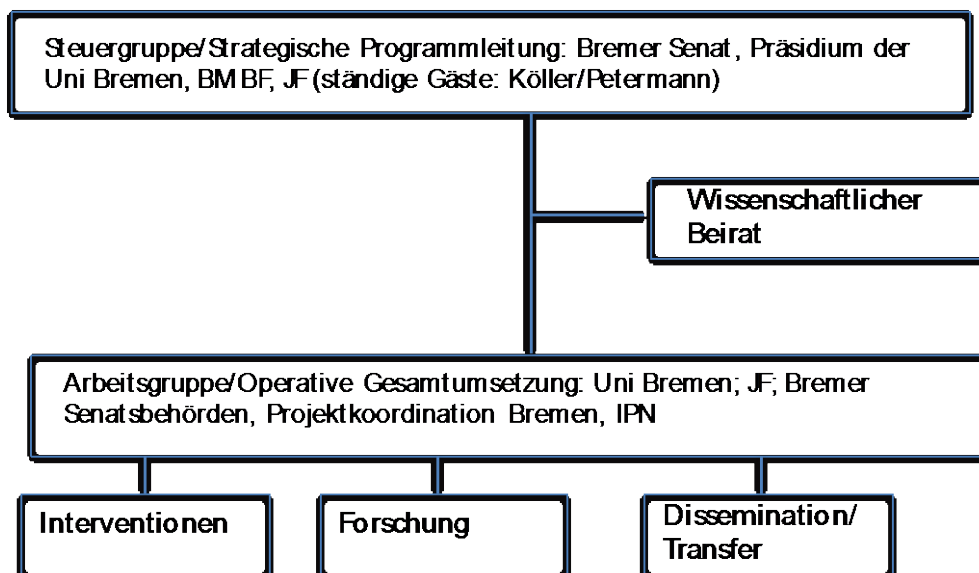 Steuergruppe/Strategische Programmleitung: Bremer Senat, Präsidium der
Uni Bremen, BMBF, JF (ständige Gäste: Köller/Petermann)
Wissenschaftlicher
Beirat
Arbeitsgruppe/Operative Gesamtumsetzung: Uni Bremen; JF; Bremer
Senatsbehörden, Projektkoordination Bremen, IPN
Interventionen
Forschung
Dissemination/
Transfer